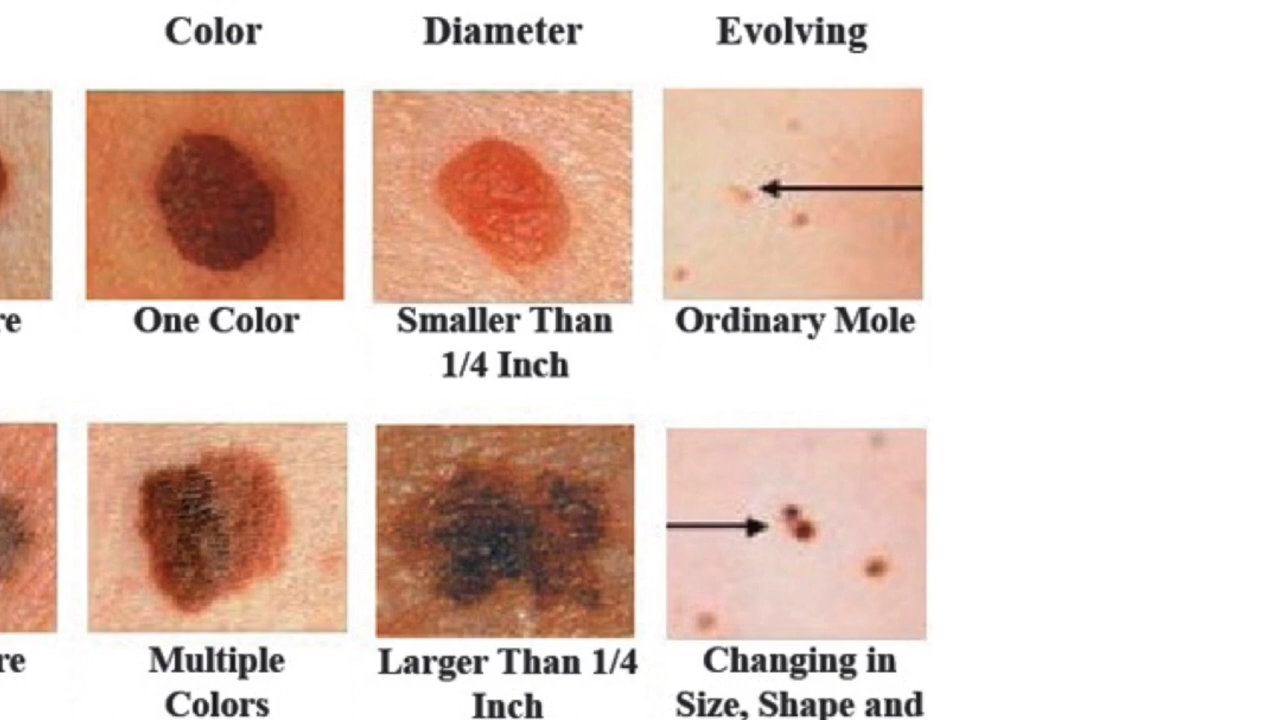 Color Diameter Evolving
re One Color Smaller Than Ordinary Mole
1/4 Inch
re Multiple Larger Than 1/4 Changing in
Colors Inch Size, Shape and